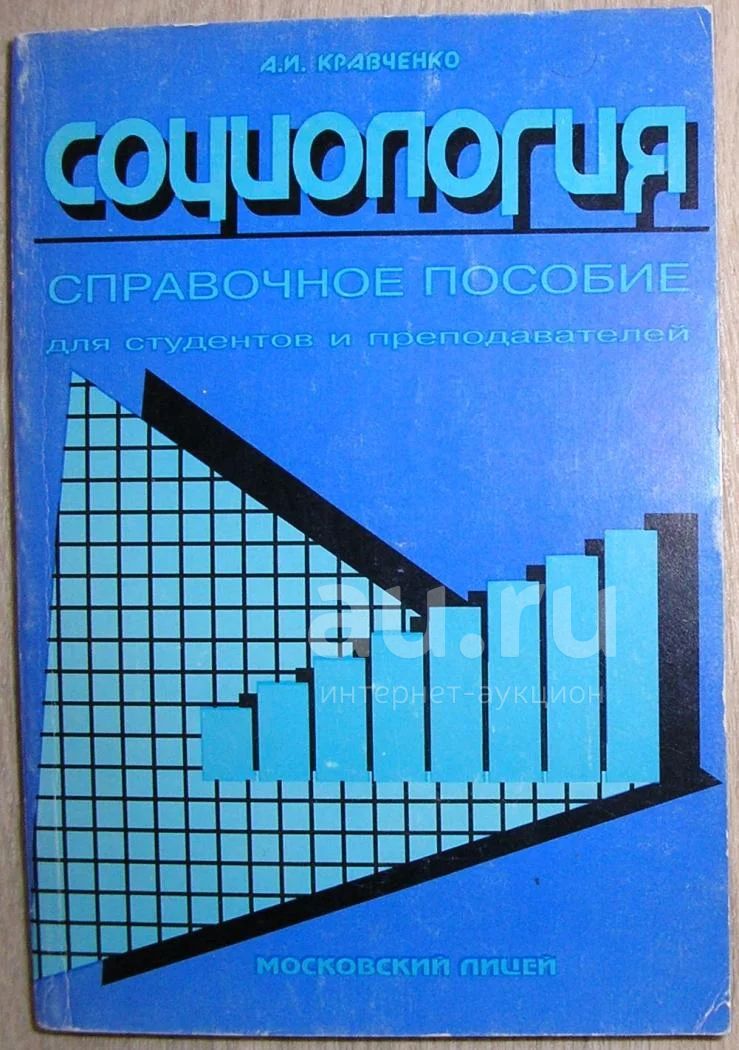 А.И. КРАВЧЕНКО
СОЦИОЛОГИЯ
СПРАВОЧНОЕ ПОСОБИЕ
для студентов и преподавателей
au.ru
интернет-аукцион
МОСКОВСКИЙ ЛИЦЕЙ